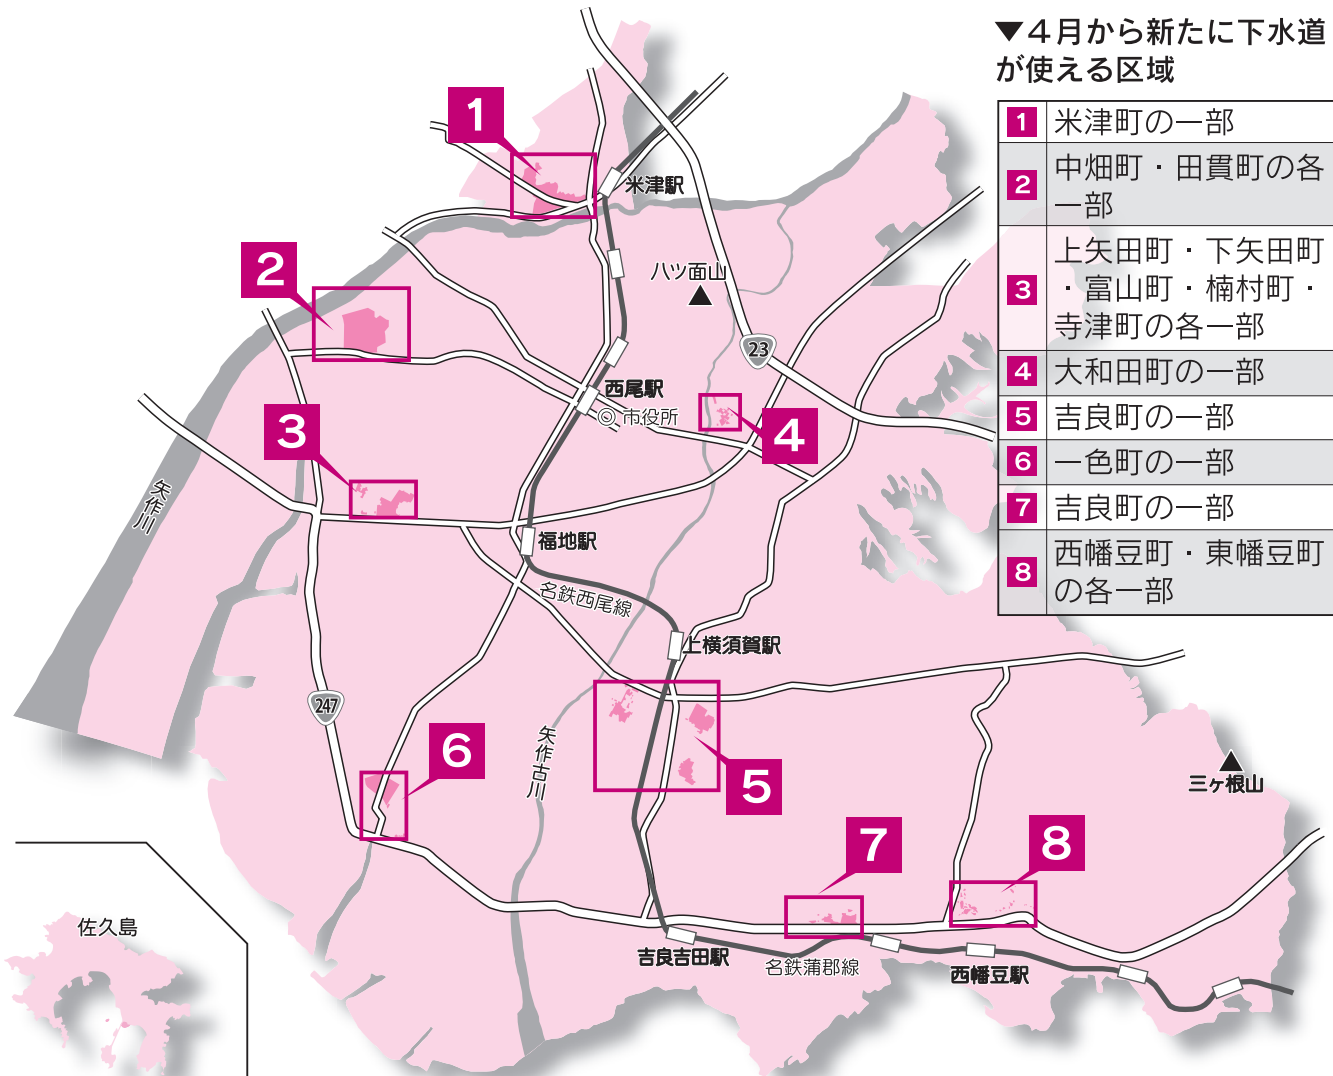 ▼４月から新たに下水道
が使える区域
1 米津町の一部
2 中畑町・田貫町の各
一部
3 上矢田町・下矢田町
・富山町・楠村町・
寺津町の各一部
4 大和田町の一部
5 吉良町の一部
6 一色町の一部
7 吉良町の一部
8 西幡豆町・東幡豆町
の各一部
1
米津駅
2
八ツ面山
23
西尾駅
市役所
3
4
矢作川
福地駅
名鉄西尾線
上横須賀駅
247
矢作古川
6
5
三ヶ根山
7
8
佐久島
吉良吉田駅
名鉄蒲郡線
西幡豆駅